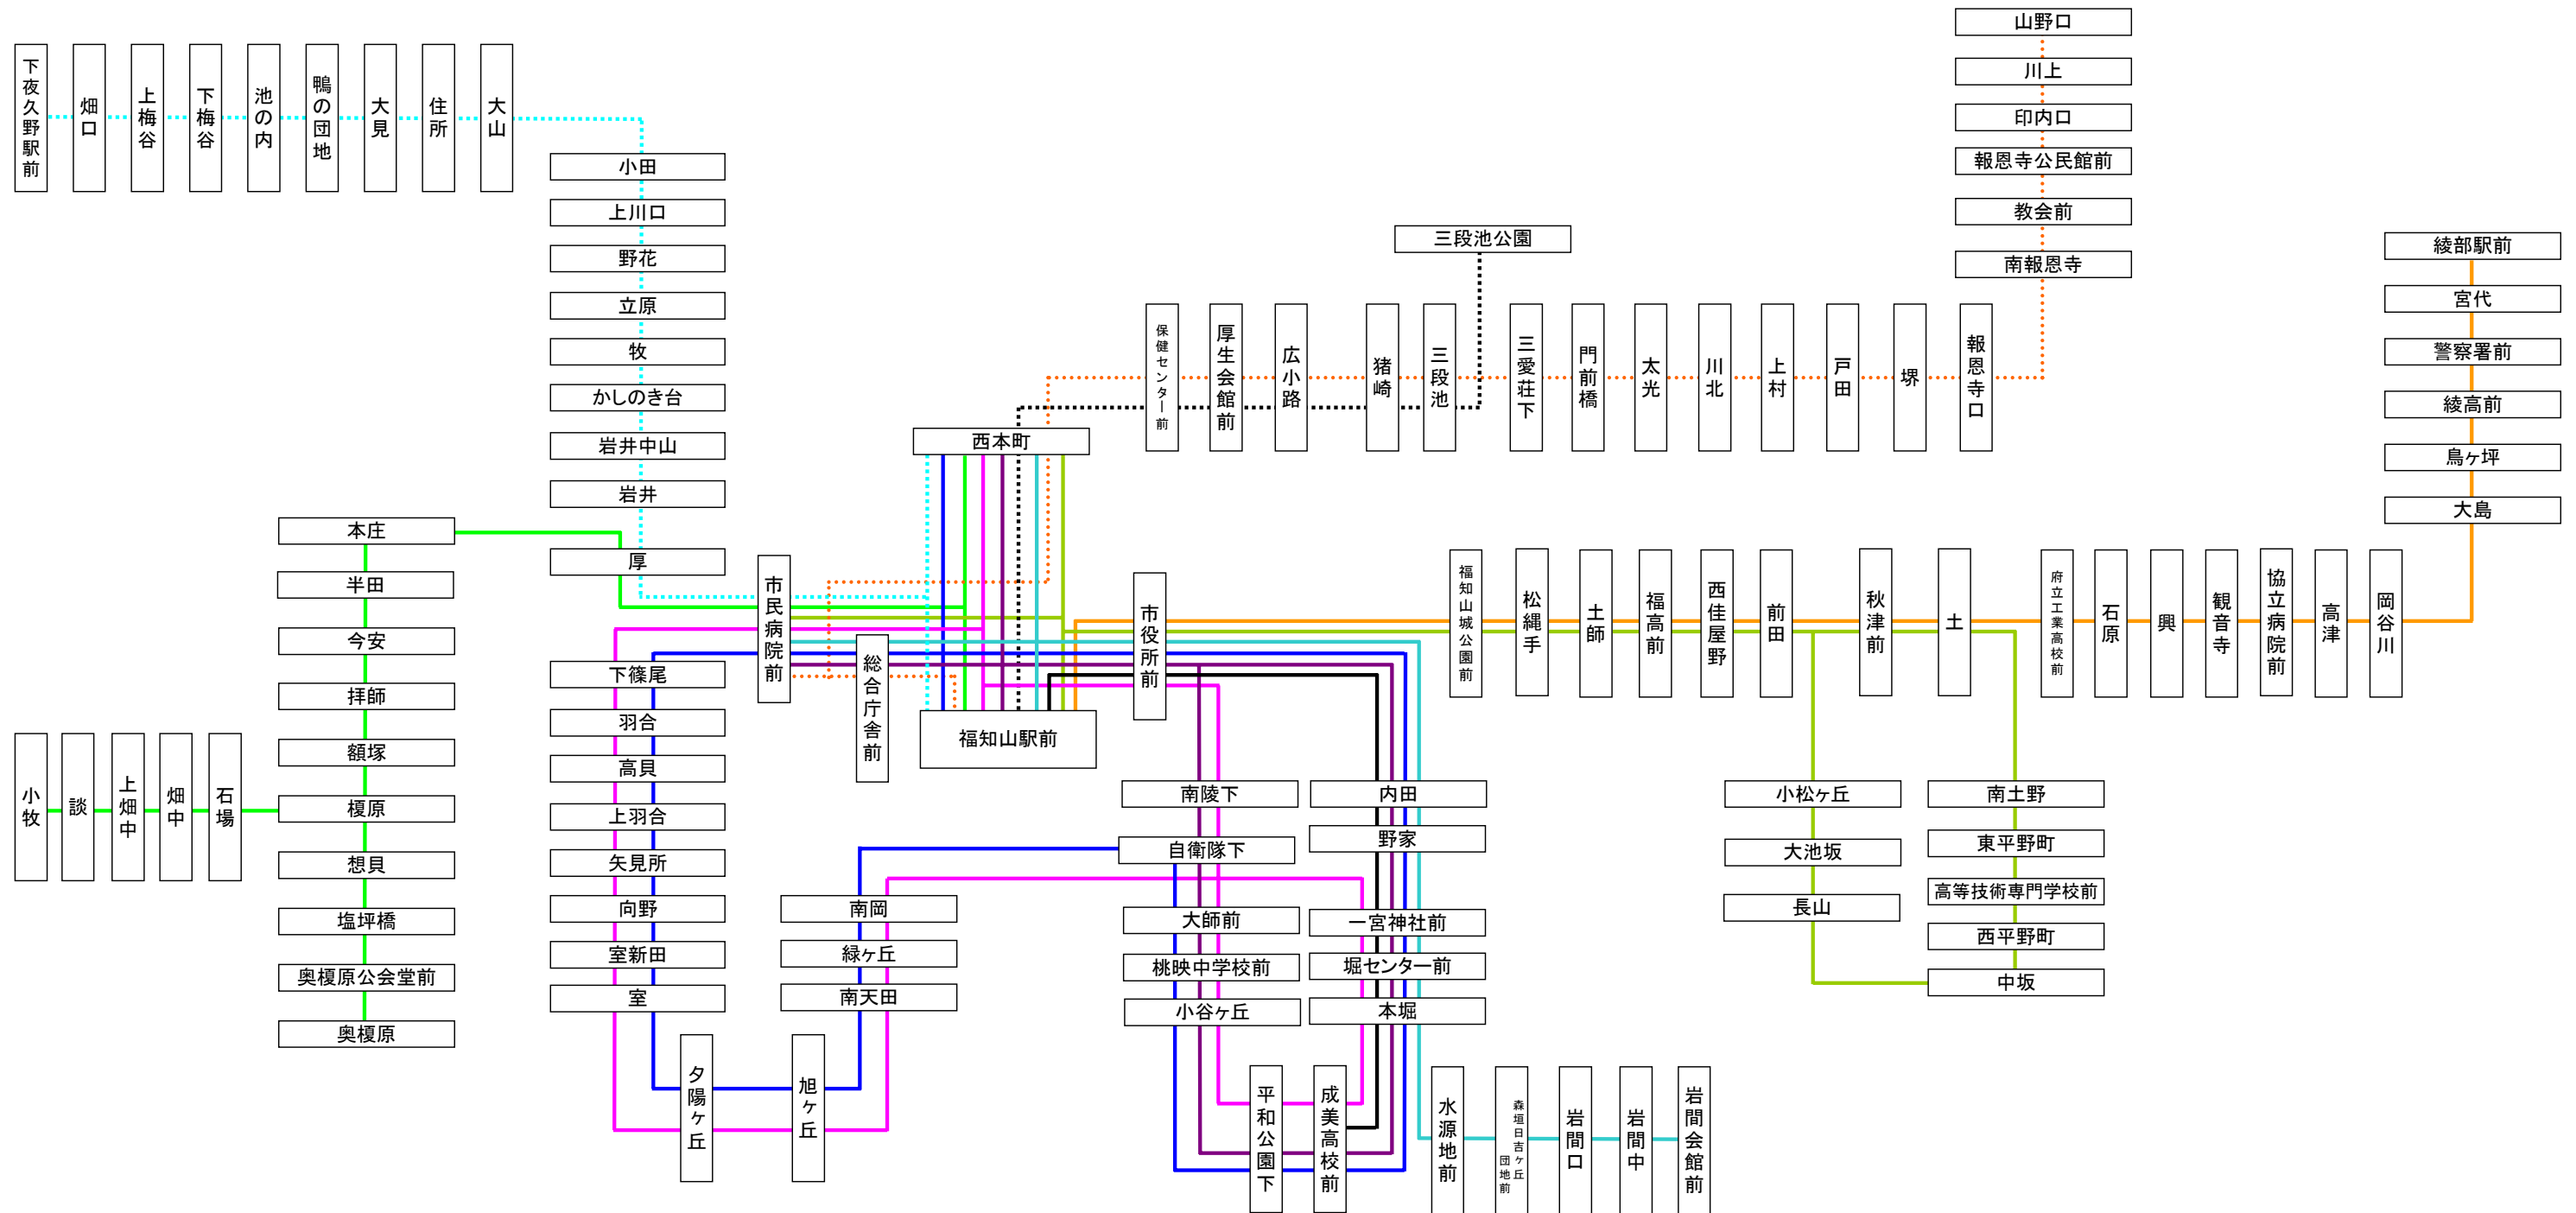 下夜久野駅前
畑口
上梅谷
下梅谷
池の内
鴨の団地
大見
住所
大山
小田
上川口
野花
立原
牧
かしのき台
岩井中山
岩井
厚
本庄
半田
今安
拝師
額塚
榎原
想貝
塩坪橋
奥榎原公会堂前
奥榎原
小牧
談
上畑中
畑中
石場
下篠尾
羽合
高貝
上羽合
矢見所
向野
室新田
室
夕陽ヶ丘
旭ヶ丘
南岡
緑ヶ丘
南天田
市民病院前
総合庁舎前
西本町
福知山駅前
市役所前
保健センター前
厚生会館前
広小路
猪崎
三段池
三段池公園
三愛荘下
門前橋
太光
川北
上村
戸田
堺
報恩寺口
山野口
川上
印内口
報恩寺公民館前
教会前
南報恩寺
綾部駅前
宮代
警察署前
綾高前
鳥ヶ坪
大島
福知山城公園前
松縄手
土師
福高前
西佳屋野
前田
秋津前
土
府立工業高校前
石原
興
観音寺
協立病院前
高津
岡谷川
南陵下
自衛隊下
大師前
桃映中学校前
小谷ヶ丘
内田
野家
一宮神社前
堀センター前
本堀
平和公園下
成美高校前
水源地前
森垣日吉ヶ丘
団地前
岩間口
岩間中
岩間会館前
小松ヶ丘
大池坂
長山
南土野
東平野町
高等技術専門学校前
西平野町
中坂